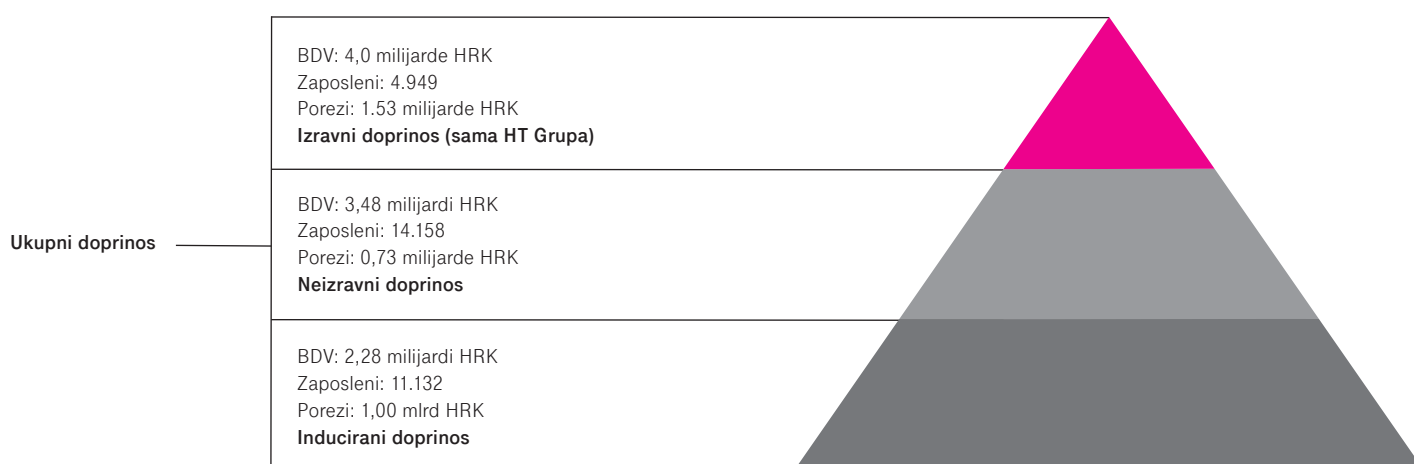 BDV: 4,0 milijarde HRK
Zaposleni: 4.949
Porezi: 1.53 milijarde HRK
Izravni doprinos (sama HT Grupa)
BDV: 3,48 milijardi HRK
Zaposleni: 14.158
Porezi: 0,73 milijarde HRK
Neizravni doprinos
Ukupni doprinos
BDV: 2,28 milijardi HRK
Zaposleni: 11.132
Porezi: 1,00 mlrd HRK
Inducirani doprinos